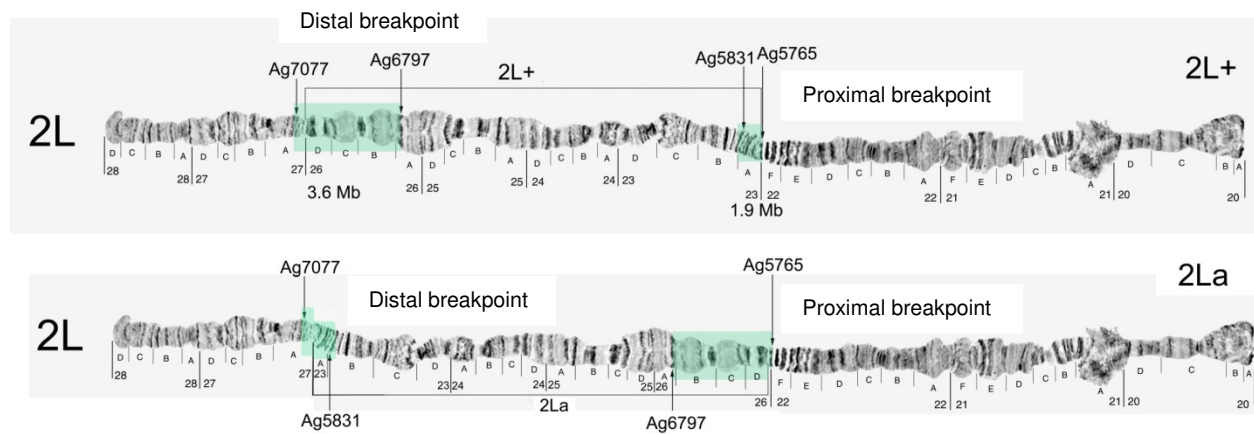 Distal breakpoint
Ag7077 Ag6797 2L+ Ag5831 Ag5765 2L+
Proximal breakpoint
2L
D C B A D C B A D C B A D C B A D C B A D C B A F E D C B A F E D C B A D C B A
28 28 27 27 26 26 25 25 24 24 23 23 22 22 21 21 20 20
3.6 Mb 1.9 Mb
Ag7077 Ag5765 2La
Distal breakpoint Proximal breakpoint
2L
D C B A D C B A A B C D A B C D A B C D A B C D F E D C B A F E D C B A D C B A
28 28 27 27 23 23 24 24 25 25 26 26 22 22 21 21 20 20
2La
Ag5831 Ag6797